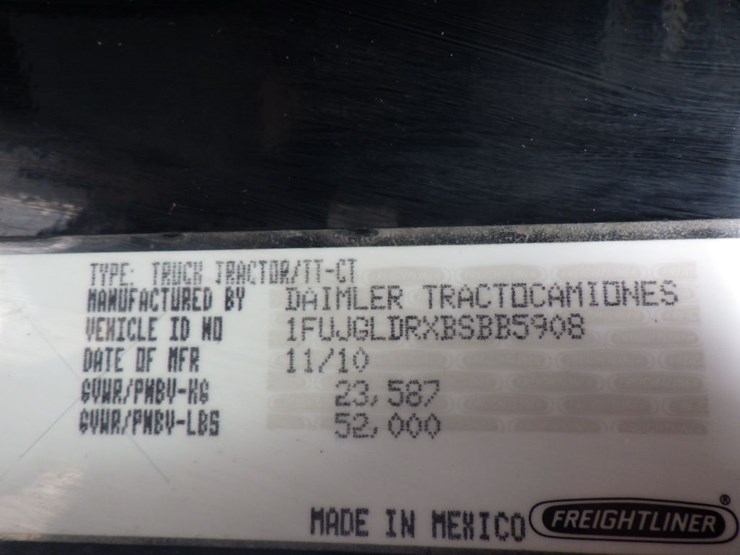 TYPE: TRUCK TRACTOR/TT-CT
MANUFACTURED BY DAIMLER TRACTOCAMIONES
VEHICLE ID NO 1FUJGLDRXBSBB5908
DATE OF MFR 11/10
GVWR/PNBV-KG 23,587
GVWR/PNBV-LBS 52,000
MADE IN MEXICO FREIGHTLINER®